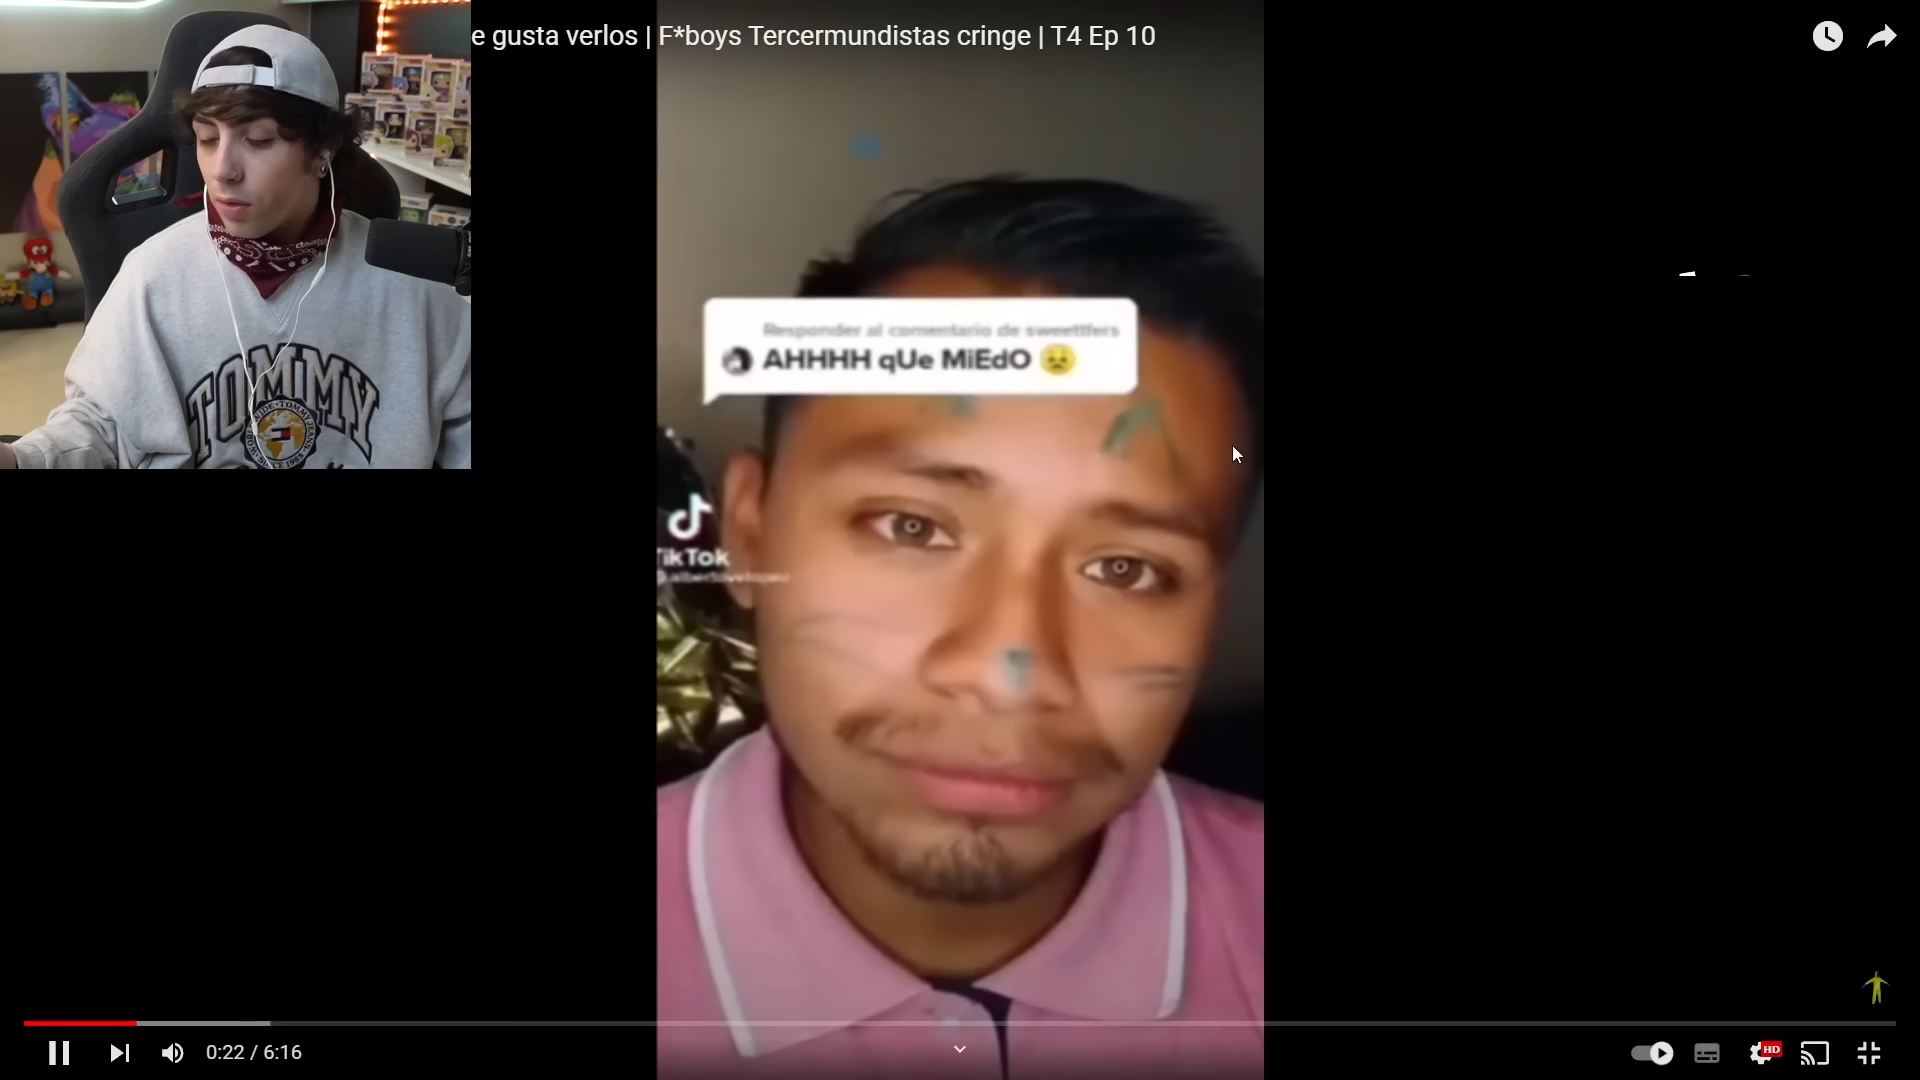 e gusta verlos | F*boys Tercermundistas cringe | T4 Ep 10
Responder al comentario de sweettfers
AHHHH qUe MiEdO 😣
TikTok
TOMMY
0:22 / 6:16
HD